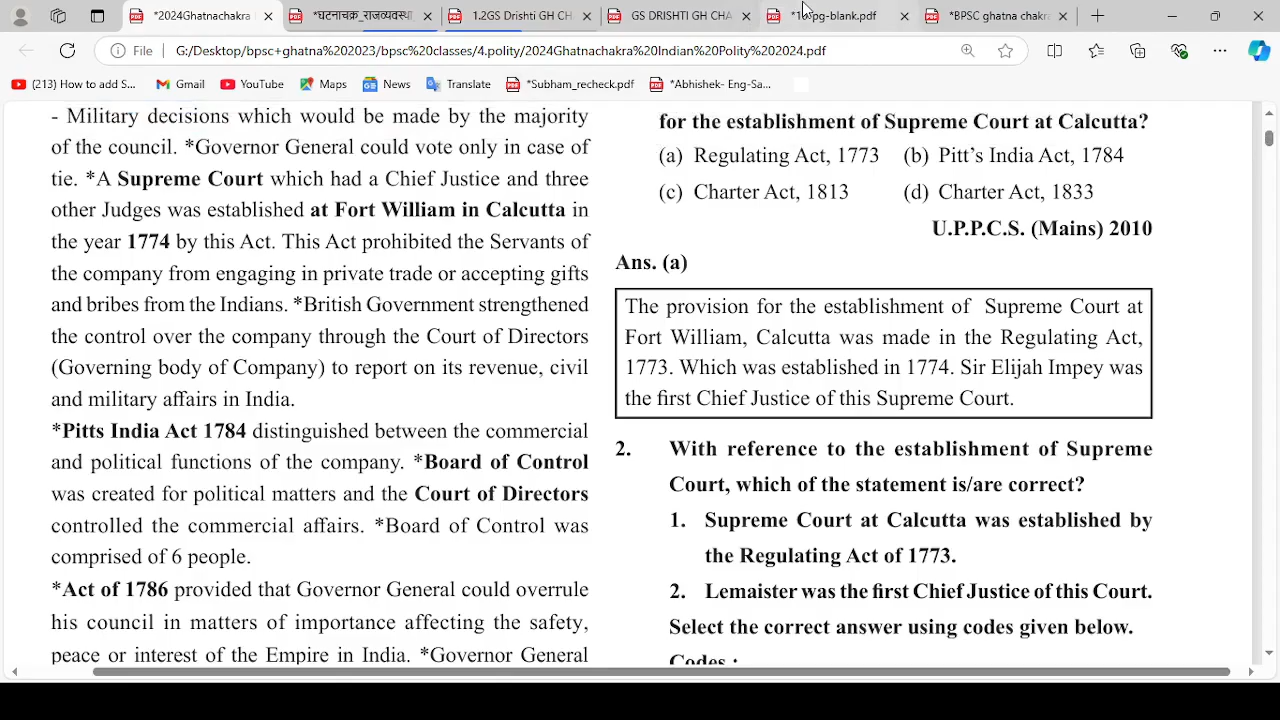 *2024Ghatnachakra
*घटनाचक्र_राजव्यवस्था
1.2GS Drishti GH CH
GS DRISHTI GH CHA
*10 pg-blank.pdf
*BPSC ghatna chakra
File
G:/Desktop/bpsc+ghatna%202023/bpsc%20classes/4.polity/2024Ghatnachakra%20Indian%20Polity%202024.pdf
(213) How to add S...
Gmail
YouTube
Maps
News
Translate
*Subham_recheck.pdf
*Abhishek- Eng-Sa...
- Military decisions which would be made by the majority
of the council. *Governor General could vote only in case of
tie. *A Supreme Court which had a Chief Justice and three
other Judges was established at Fort William in Calcutta in
the year 1774 by this Act. This Act prohibited the Servants of
the company from engaging in private trade or accepting gifts
and bribes from the Indians. *British Government strengthened
the control over the company through the Court of Directors
(Governing body of Company) to report on its revenue, civil
and military affairs in India.
*Pitts India Act 1784 distinguished between the commercial
and political functions of the company. *Board of Control
was created for political matters and the Court of Directors
controlled the commercial affairs. *Board of Control was
comprised of 6 people.
*Act of 1786 provided that Governor General could overrule
his council in matters of importance affecting the safety,
peace or interest of the Empire in India. *Governor General
for the establishment of Supreme Court at Calcutta?
(a) Regulating Act, 1773 (b) Pitt's India Act, 1784
(c) Charter Act, 1813 (d) Charter Act, 1833
U.P.P.C.S. (Mains) 2010
Ans. (a)
The provision for the establishment of Supreme Court at
Fort William, Calcutta was made in the Regulating Act,
1773. Which was established in 1774. Sir Elijah Impey was
the first Chief Justice of this Supreme Court.
2. With reference to the establishment of Supreme
Court, which of the statement is/are correct?
1. Supreme Court at Calcutta was established by
the Regulating Act of 1773.
2. Lemaister was the first Chief Justice of this Court.
Select the correct answer using codes given below.
Codes :